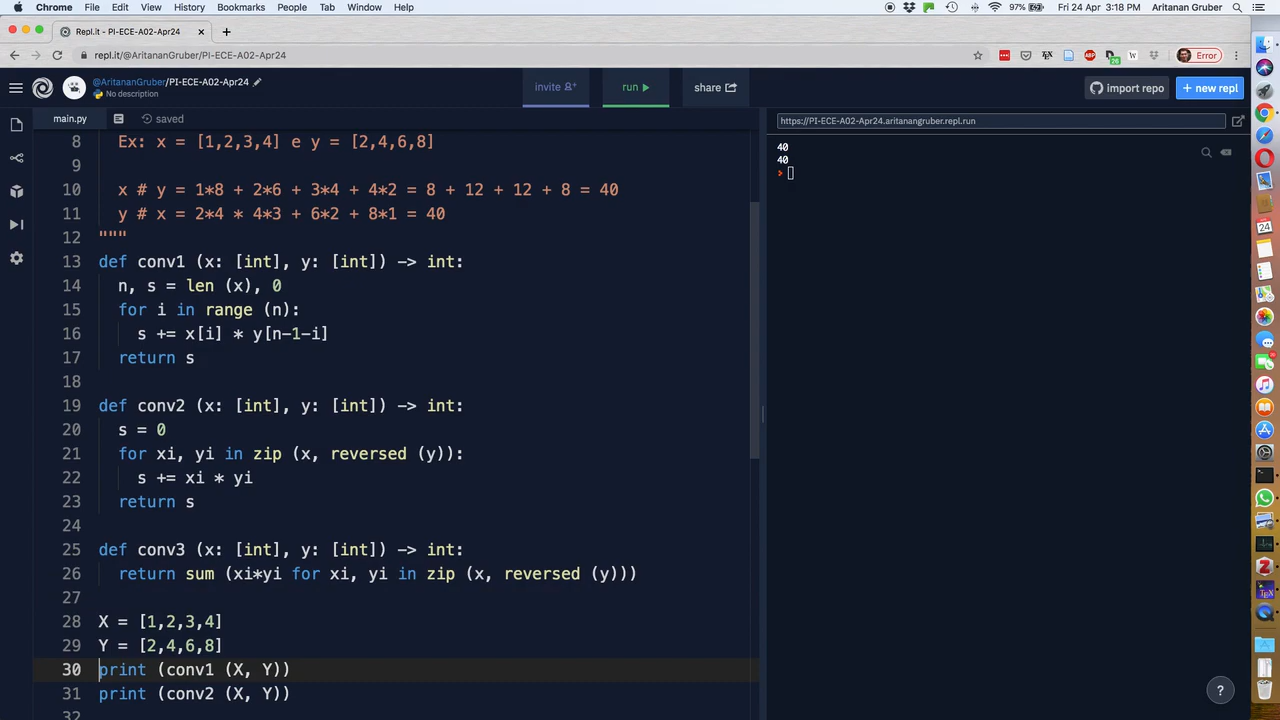 Chrome File Edit View History Bookmarks People Tab Window Help 97% Fri 24 Apr 3:18 PM Aritanan Gruber
Repl.it - PI-ECE-A02-Apr24
repl.it/@AritananGruber/PI-ECE-A02-Apr24 Error
@AritananGruber/PI-ECE-A02-Apr24
No description
invite run share import repo + new repl
main.py saved
https://PI-ECE-A02-Apr24.aritanangruber.repl.run
40
40
>
8 Ex: x = [1,2,3,4] e y = [2,4,6,8]
9
10 x # y = 1*8 + 2*6 + 3*4 + 4*2 = 8 + 12 + 12 + 8 = 40
11 y # x = 2*4 * 4*3 + 6*2 + 8*1 = 40
12 """
13 def conv1 (x: [int], y: [int]) -> int:
14 n, s = len (x), 0
15 for i in range (n):
16 s += x[i] * y[n-1-i]
17 return s
18
19 def conv2 (x: [int], y: [int]) -> int:
20 s = 0
21 for xi, yi in zip (x, reversed (y)):
22 s += xi * yi
23 return s
24
25 def conv3 (x: [int], y: [int]) -> int:
26 return sum (xi*yi for xi, yi in zip (x, reversed (y)))
27
28 X = [1,2,3,4]
29 Y = [2,4,6,8]
30 print (conv1 (X, Y))
31 print (conv2 (X, Y))
32
?